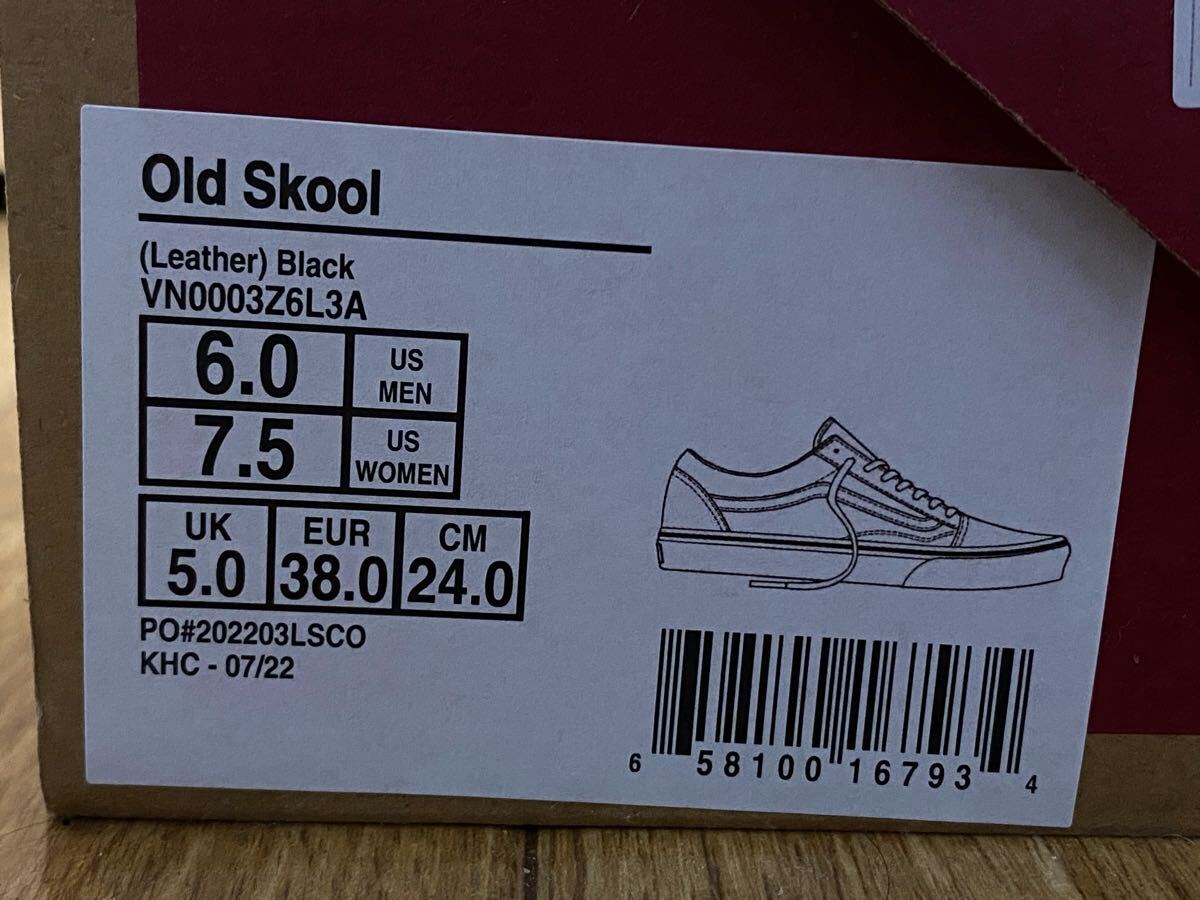 Old Skool
(Leather) Black
VN0003Z6L3A
6.0 US MEN
7.5 US WOMEN
UK EUR CM
5.0 38.0 24.0
PO#202203LSCO
KHC - 07/22
6 58100 16793 4